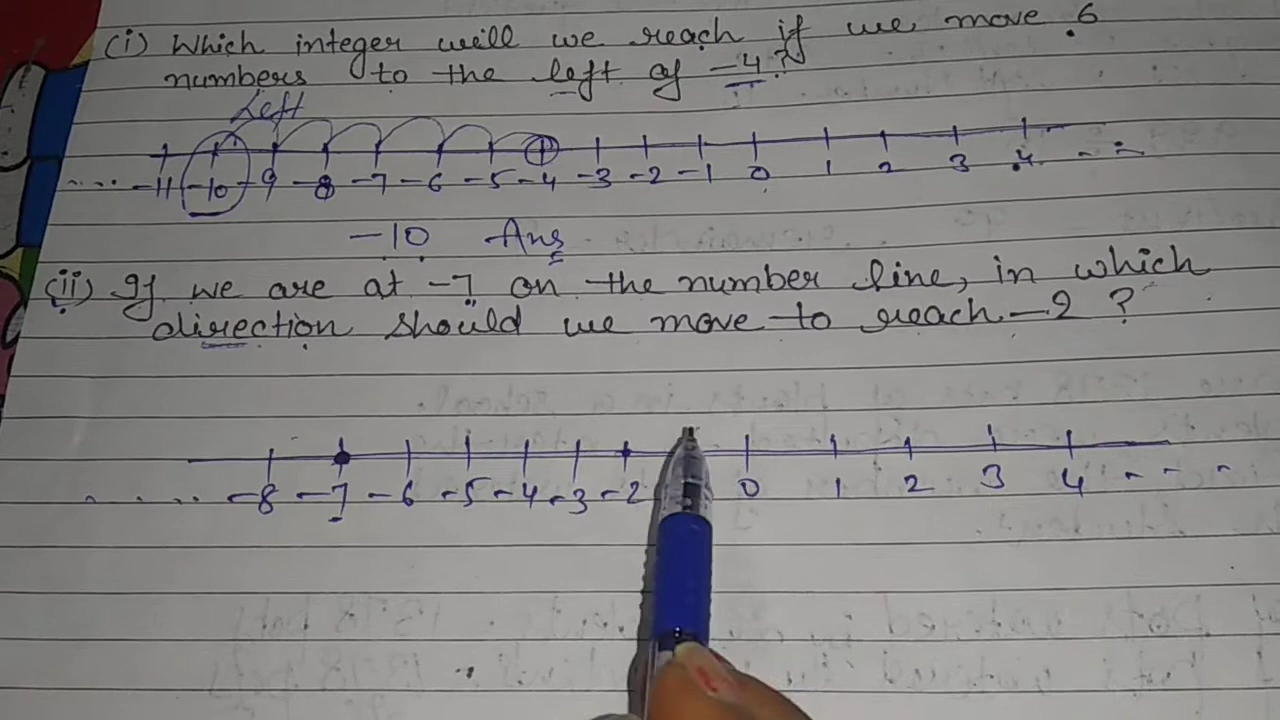 (i) Which integer will we reach if we move 6
numbers to the left of -4?
Left
.... -11 -10 -9 -8 -7 -6 -5 -4 -3 -2 -1 0 1 2 3 4 ...
-10 Ans
(ii) If we are at -7 on the number line, in which
direction should we move to reach -2 ?
..... -8 -7 -6 -5 -4 -3 -2 0 1 2 3 4 ---